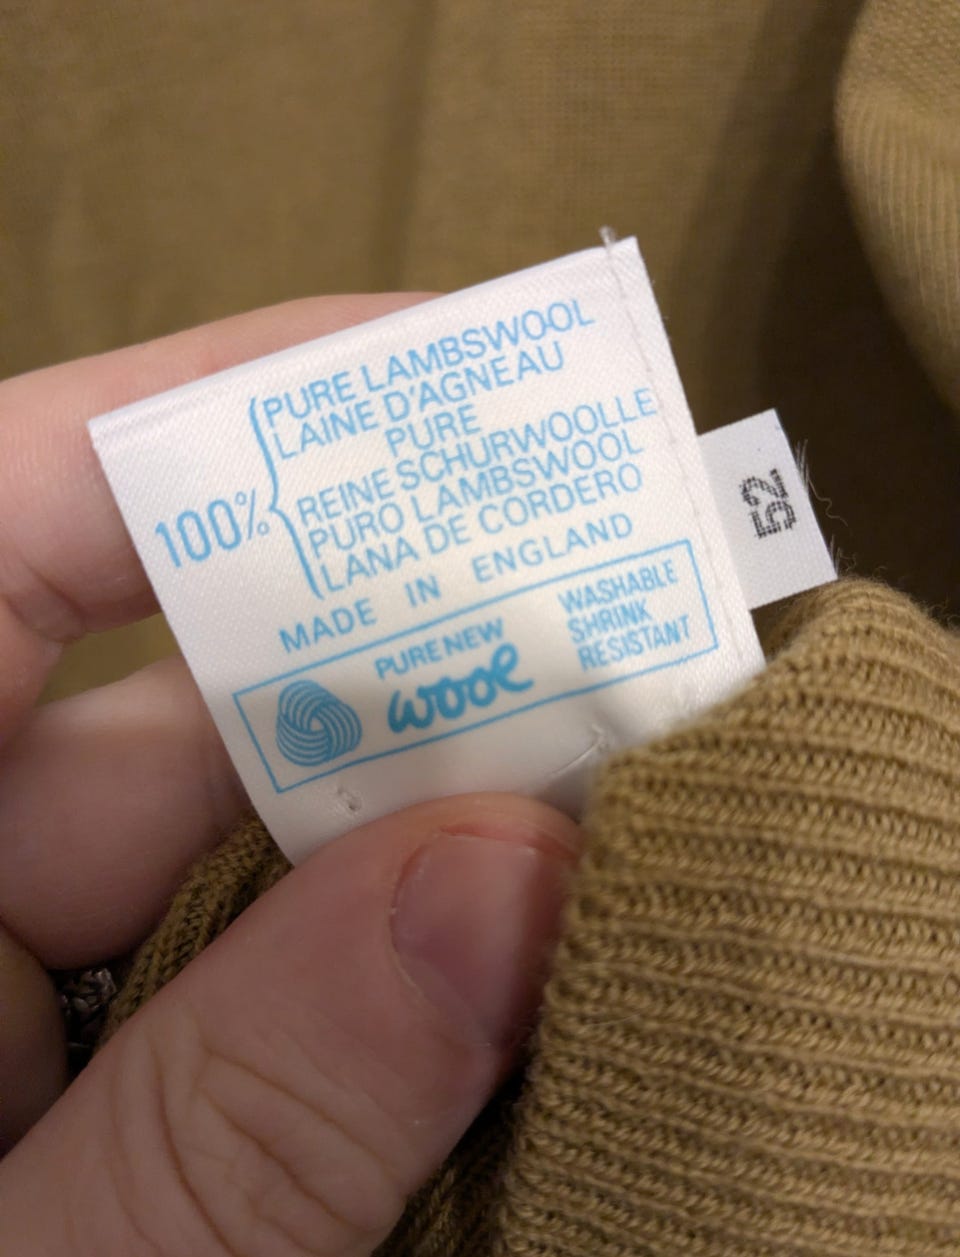 PURE LAMBSWOOL
LAINE D'AGNEAU
PURE
100%
REINE SCHURWOOLLE
PURO LAMBSWOOL
LANA DE CORDERO
MADE IN ENGLAND
PURE NEW
wool
WASHABLE
SHRINK
RESISTANT
52